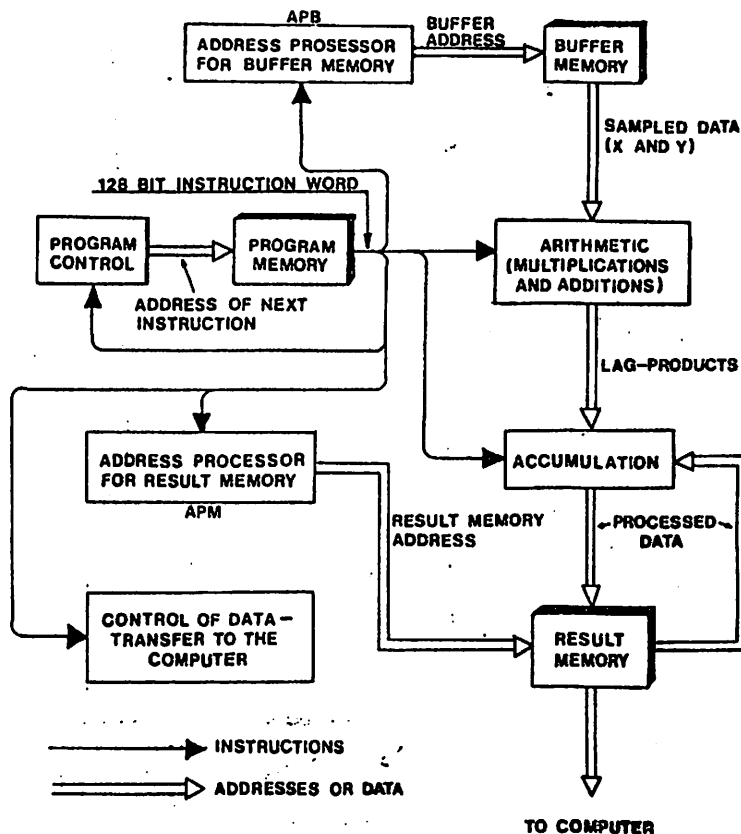 APB
ADDRESS PROSESSOR
FOR BUFFER MEMORY
BUFFER
ADDRESS
BUFFER
MEMORY
SAMPLED DATA
(X AND Y)
128 BIT INSTRUCTION WORD
PROGRAM
CONTROL
PROGRAM
MEMORY
ADDRESS OF NEXT
INSTRUCTION
ARITHMETIC
(MULTIPLICATIONS
AND ADDITIONS)
LAG-PRODUCTS
ADDRESS PROCESSOR
FOR RESULT MEMORY
APM
ACCUMULATION
RESULT MEMORY
ADDRESS
PROCESSED
DATA
CONTROL OF DATA-
TRANSFER TO THE
COMPUTER
RESULT
MEMORY
INSTRUCTIONS
ADDRESSES OR DATA
TO COMPUTER